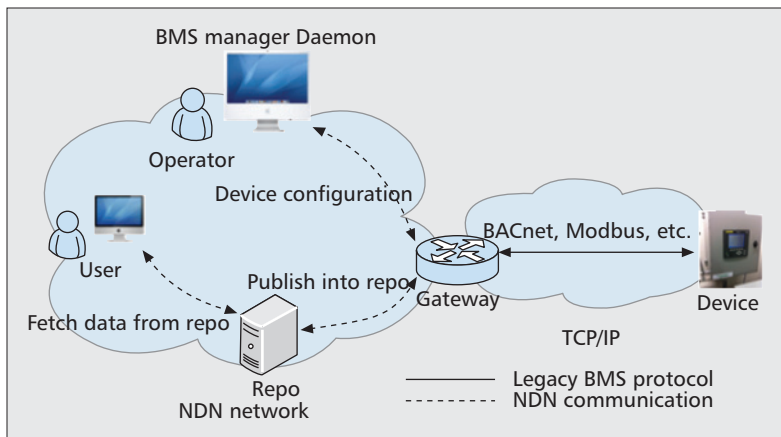 BMS manager Daemon
Operator
Device configuration
BACnet, Modbus, etc.
User
Publish into repo
Gateway
Device
Fetch data from repo
TCP/IP
Repo
NDN network
Legacy BMS protocol
NDN communication